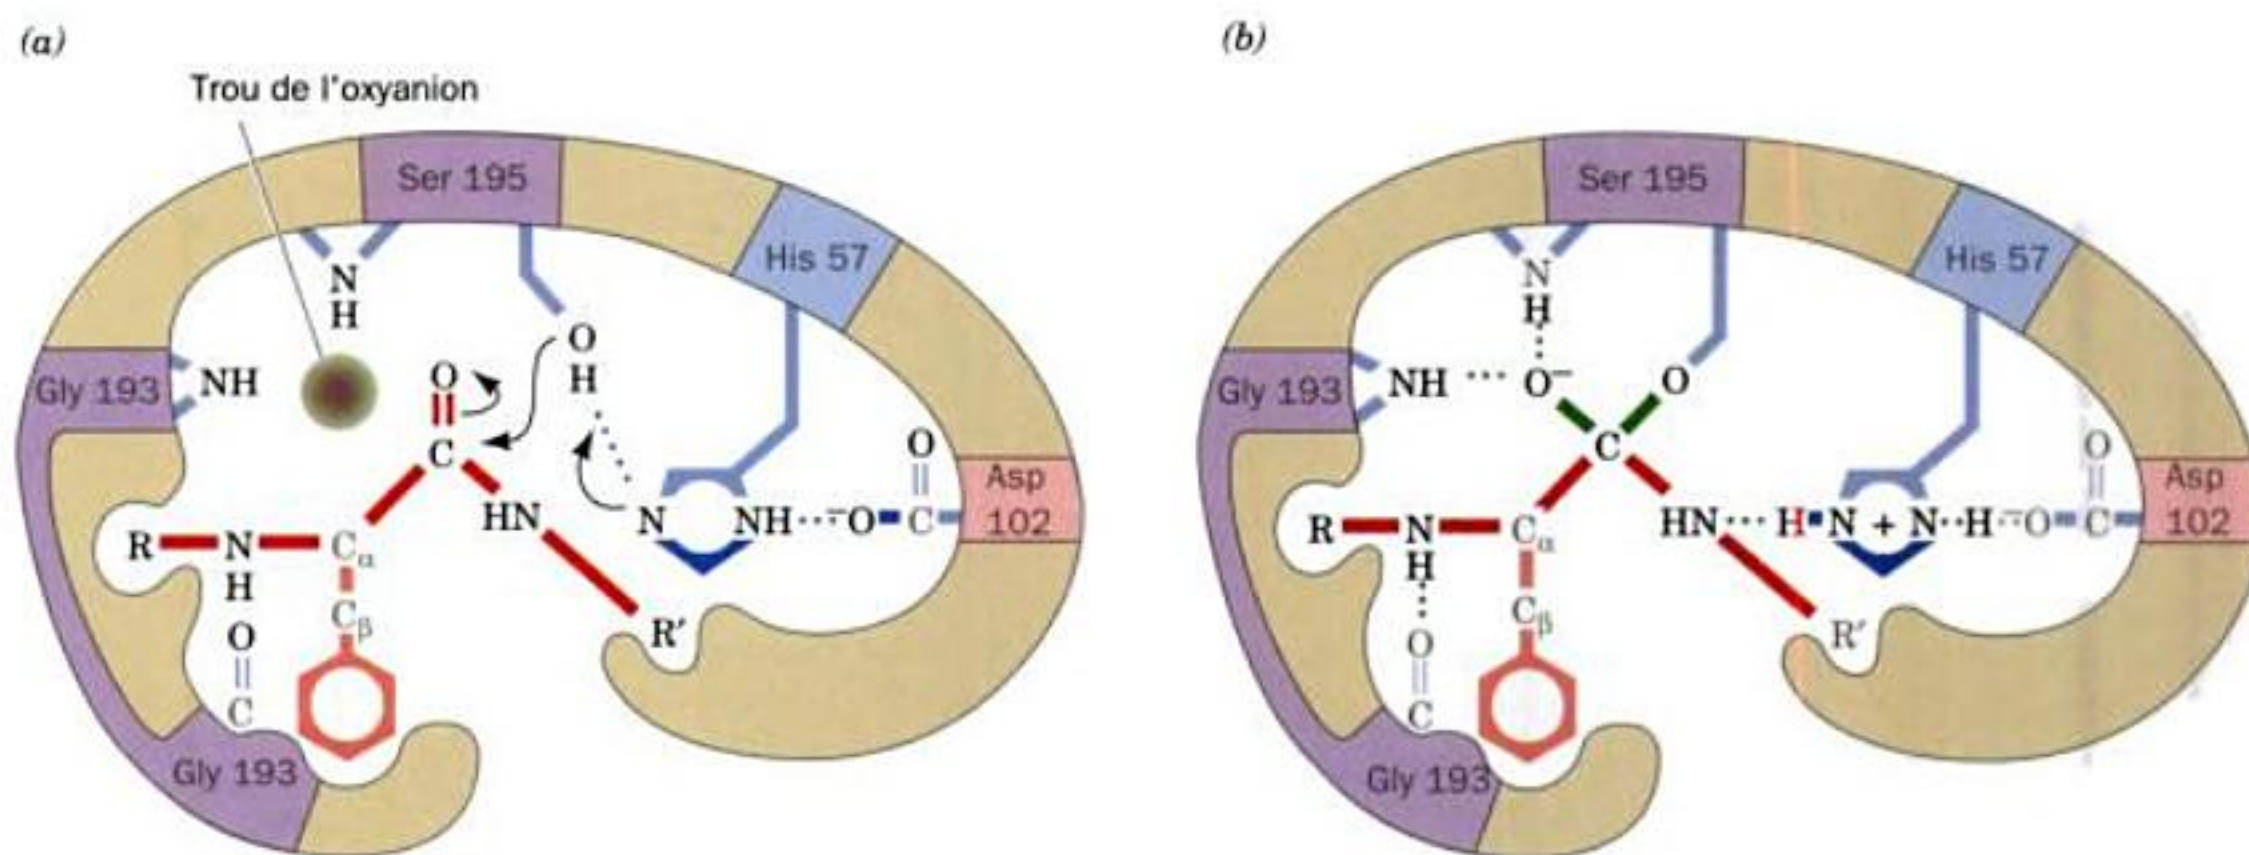 (a)
Trou de l'oxyanion
Ser 195
His 57
N
H
O
H
Gly 193
NH
O
C
O
Asp
102
HN
N
NH
⁻O
C
R
N
H
Cα
O
Cβ
C
R′
Gly 193
(b)
Ser 195
His 57
N
H
Gly 193
NH
O⁻
O
C
O
Asp
102
R
N
H
Cα
HN
H
N
+
N
H
⁻O
C
Cβ
O
C
R′
Gly 193